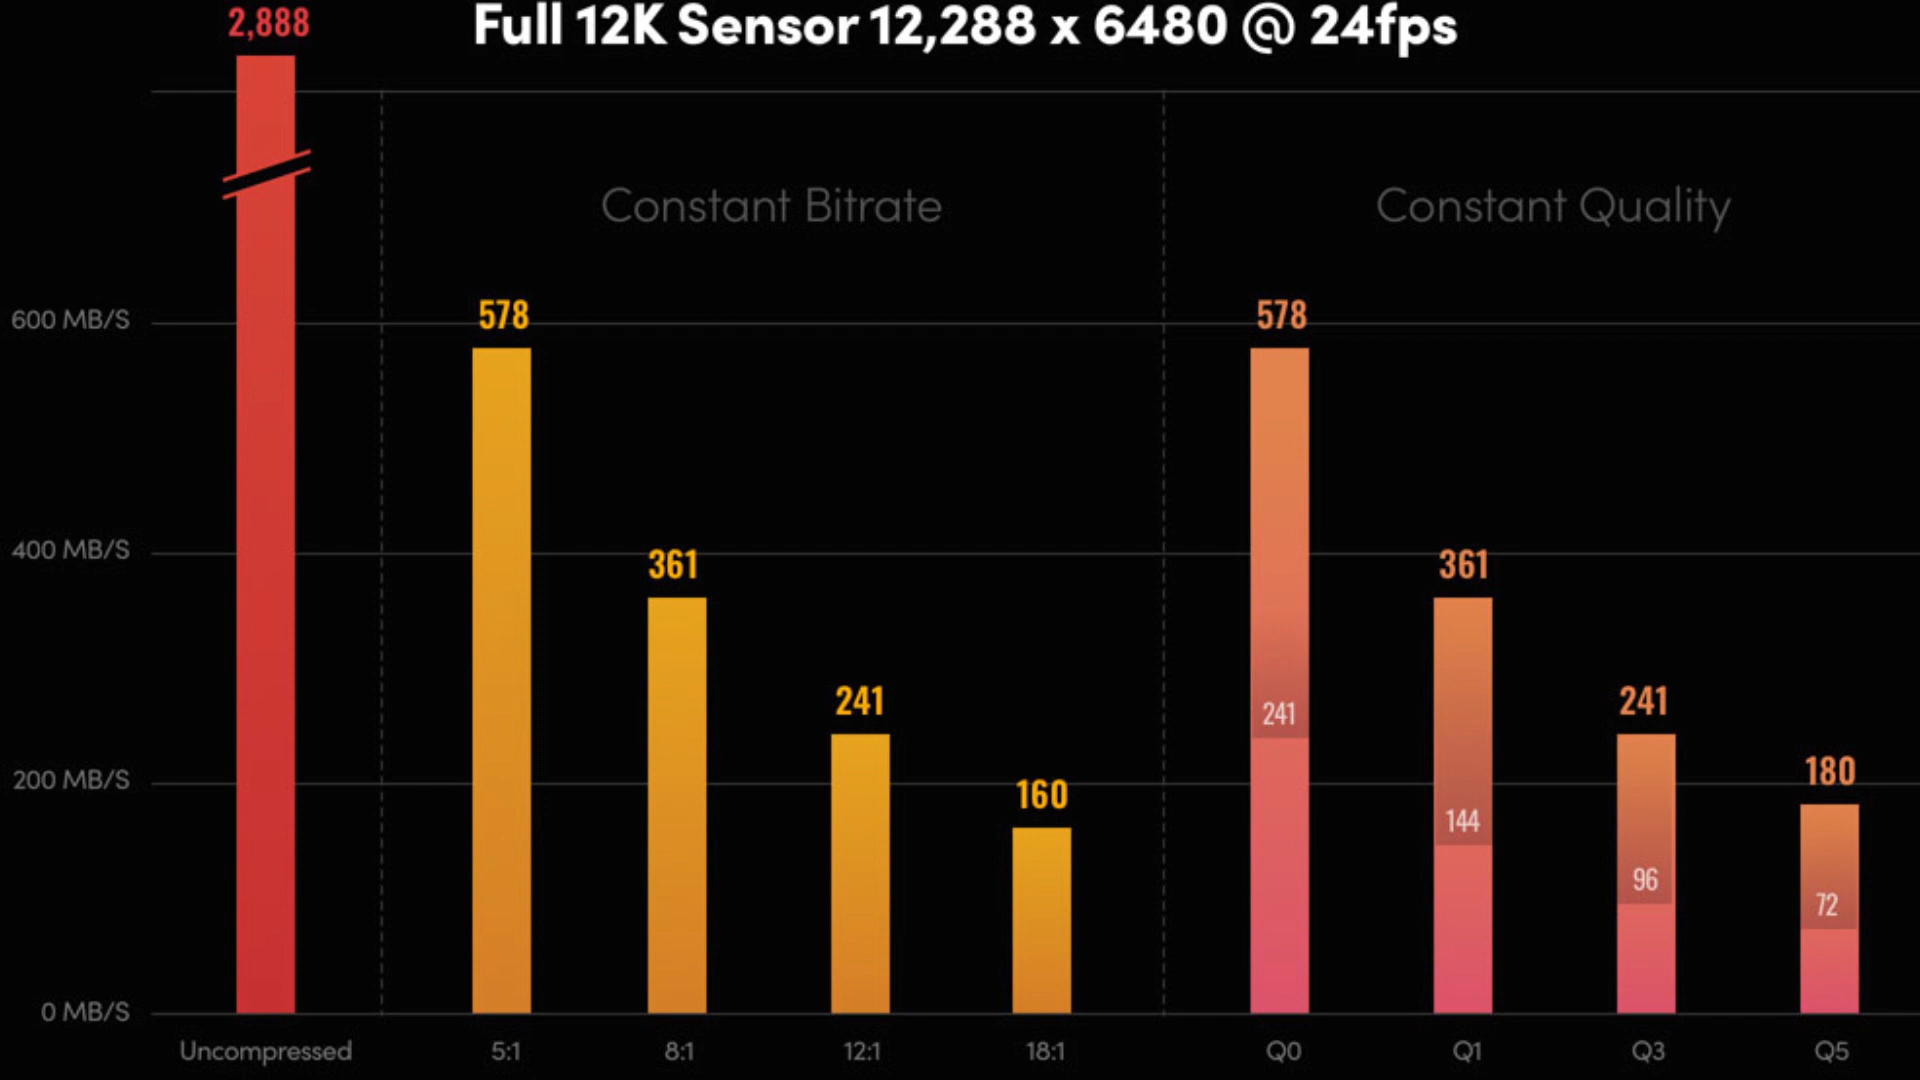 2,888
Full 12K Sensor 12,288 x 6480 @ 24fps
Constant Bitrate
Constant Quality
600 MB/S
578
578
400 MB/S
361
361
241
241
241
200 MB/S
160
144
180
96
72
0 MB/S
Uncompressed
5:1
8:1
12:1
18:1
Q0
Q1
Q3
Q5